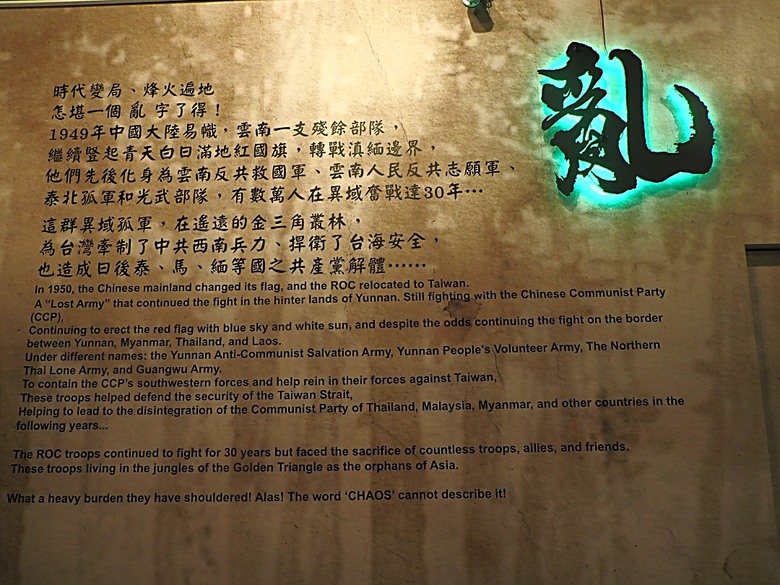 亂
時代變局、烽火遍地
怎堪一個 亂 字了得！
1949年中國大陸易幟，雲南一支殘餘部隊，
繼續豎起青天白日滿地紅國旗，轉戰滇緬邊界，
他們先後化身為雲南反共救國軍、雲南人民反共志願軍、
泰北孤軍和光武部隊，有數萬人在異域奮戰達30年…
這群異域孤軍，在遙遠的金三角叢林，
為台灣牽制了中共西南兵力、捍衛了台海安全，
也造成日後泰、馬、緬等國之共產黨解體……
In 1950, the Chinese mainland changed its flag, and the ROC relocated to Taiwan.
A “Lost Army” that continued the fight in the hinter lands of Yunnan. Still fighting with the Chinese Communist Party
(CCP),
Continuing to erect the red flag with blue sky and white sun, and despite the odds continuing the fight on the border
between Yunnan, Myanmar, Thailand, and Laos.
Under different names: the Yunnan Anti-Communist Salvation Army, Yunnan People's Volunteer Army, The Northern
Thai Lone Army, and Guangwu Army.
To contain the CCP's southwestern forces and help rein in their forces against Taiwan,
These troops helped defend the security of the Taiwan Strait,
Helping to lead to the disintegration of the Communist Party of Thailand, Malaysia, Myanmar, and other countries in the
following years...
The ROC troops continued to fight for 30 years but faced the sacrifice of countless troops, allies, and friends.
These troops living in the jungles of the Golden Triangle as the orphans of Asia.
What a heavy burden they have shouldered! Alas! The word ‘CHAOS’ cannot describe it!